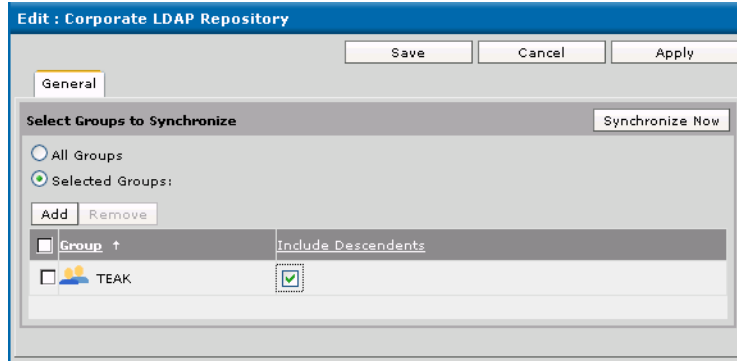 Edit : Corporate LDAP Repository
Save Cancel Apply
General
Select Groups to Synchronize Synchronize Now
All Groups
Selected Groups:
Add Remove
Group ↑ Include Descendents
TEAK